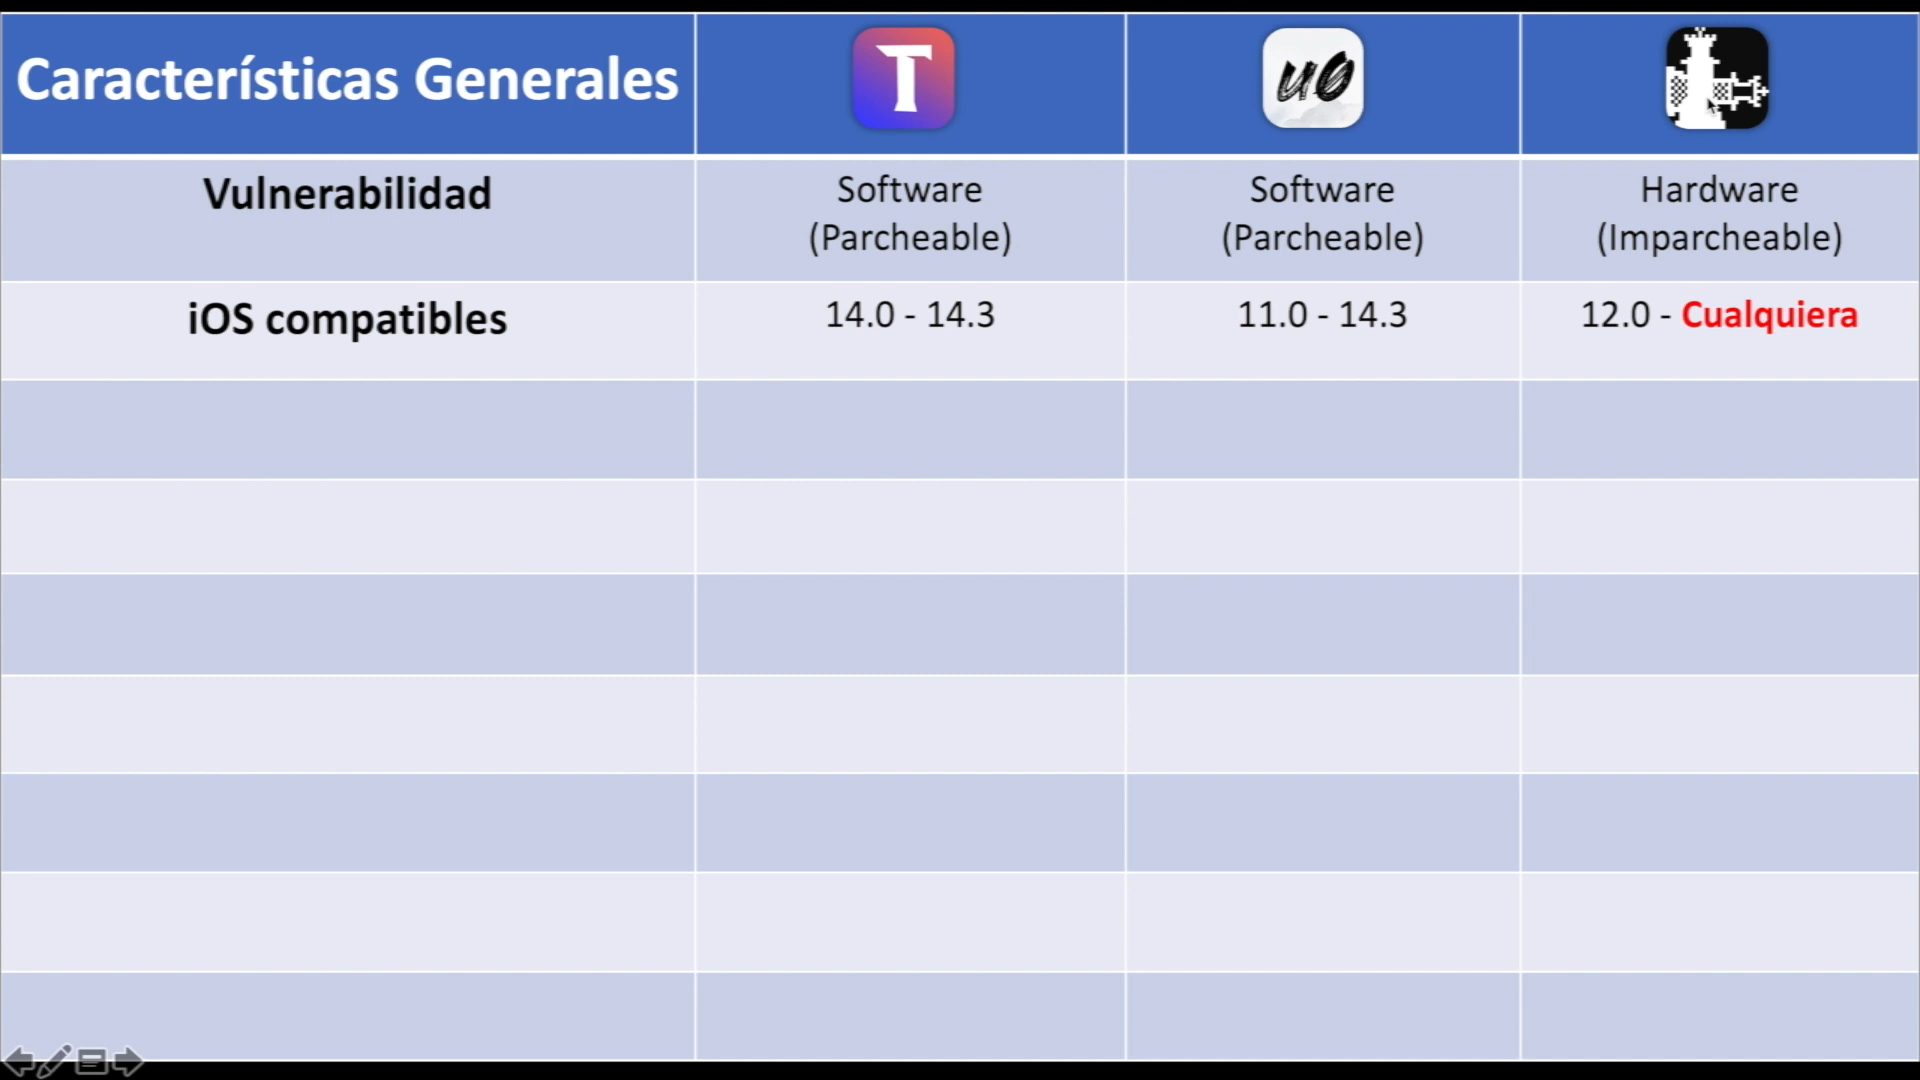 Características Generales
T
u0
Vulnerabilidad
Software
(Parcheable)
Software
(Parcheable)
Hardware
(Imparcheable)
iOS compatibles
14.0 - 14.3
11.0 - 14.3
12.0 - Cualquiera